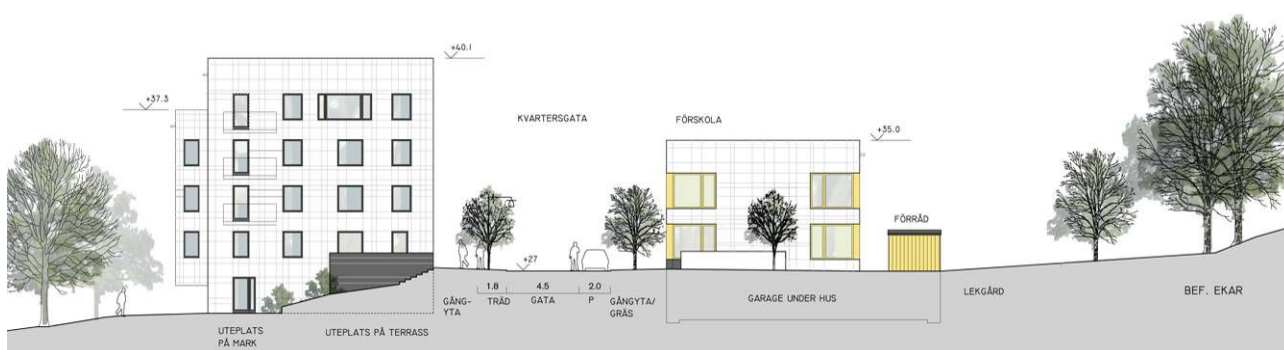 +40.1
+37.3
KVARTERSGATA
FÖRSKOLA
+35.0
FÖRRÅD
+27
1.8
4.5
2.0
GÅNG-
YTA
TRÄD
GATA
P
GÅNGYTA/
GRÄS
GARAGE UNDER HUS
LEKGÅRD
BEF. EKAR
UTEPLATS
PÅ MARK
UTEPLATS PÅ TERRASS